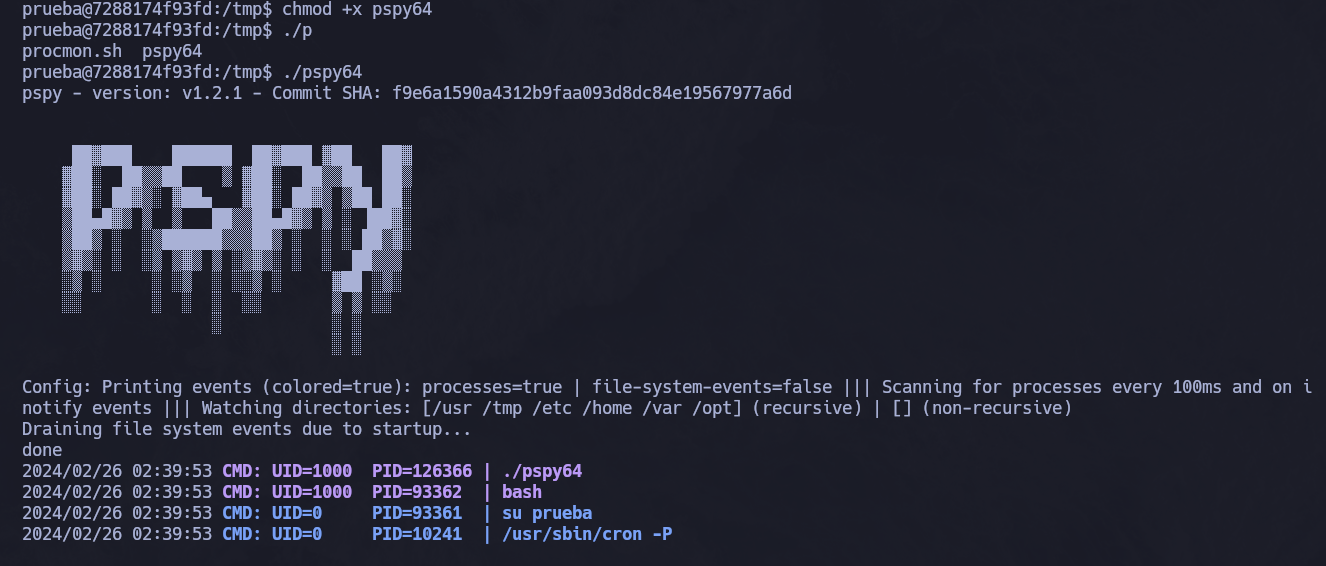 prueba@7288174f93fd:/tmp$ chmod +x pspy64
prueba@7288174f93fd:/tmp$ ./p
procmon.sh  pspy64
prueba@7288174f93fd:/tmp$ ./pspy64
pspy - version: v1.2.1 - Commit SHA: f9e6a1590a4312b9faa093d8dc84e19567977a6d
PSPY
Config: Printing events (colored=true): processes=true | file-system-events=false ||| Scanning for processes every 100ms and on i
notify events ||| Watching directories: [/usr /tmp /etc /home /var /opt] (recursive) | [] (non-recursive)
Draining file system events due to startup...
done
2024/02/26 02:39:53 CMD: UID=1000  PID=126366 | ./pspy64
2024/02/26 02:39:53 CMD: UID=1000  PID=93362  | bash
2024/02/26 02:39:53 CMD: UID=0     PID=93361  | su prueba
2024/02/26 02:39:53 CMD: UID=0     PID=10241  | /usr/sbin/cron -P